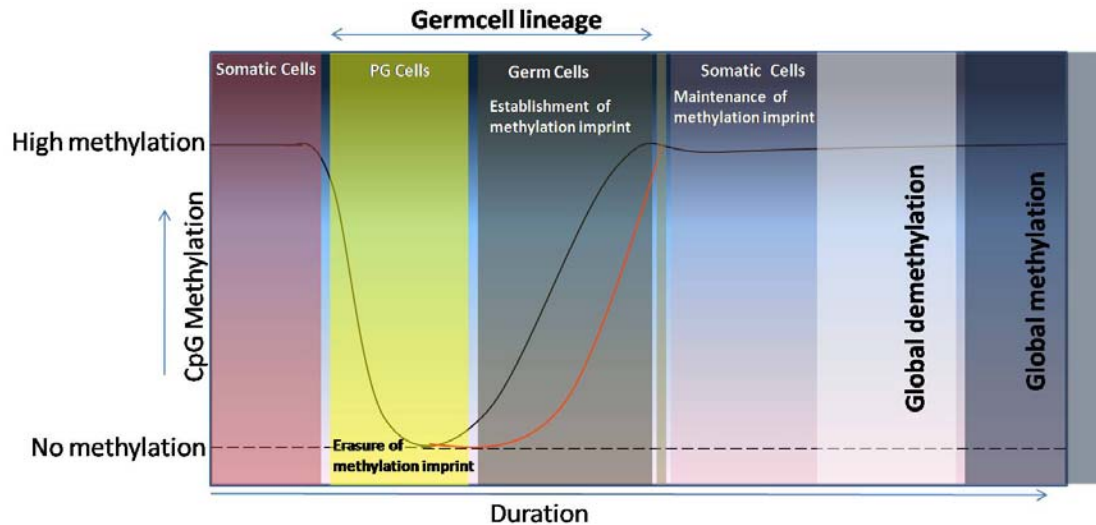 Germcell lineage
Somatic Cells
PG Cells
Germ Cells
Somatic Cells
Establishment of
methylation imprint
Maintenance of
methylation imprint
High methylation
CpG Methylation
No methylation
Erasure of
methylation imprint
Global demethylation
Global methylation
Duration